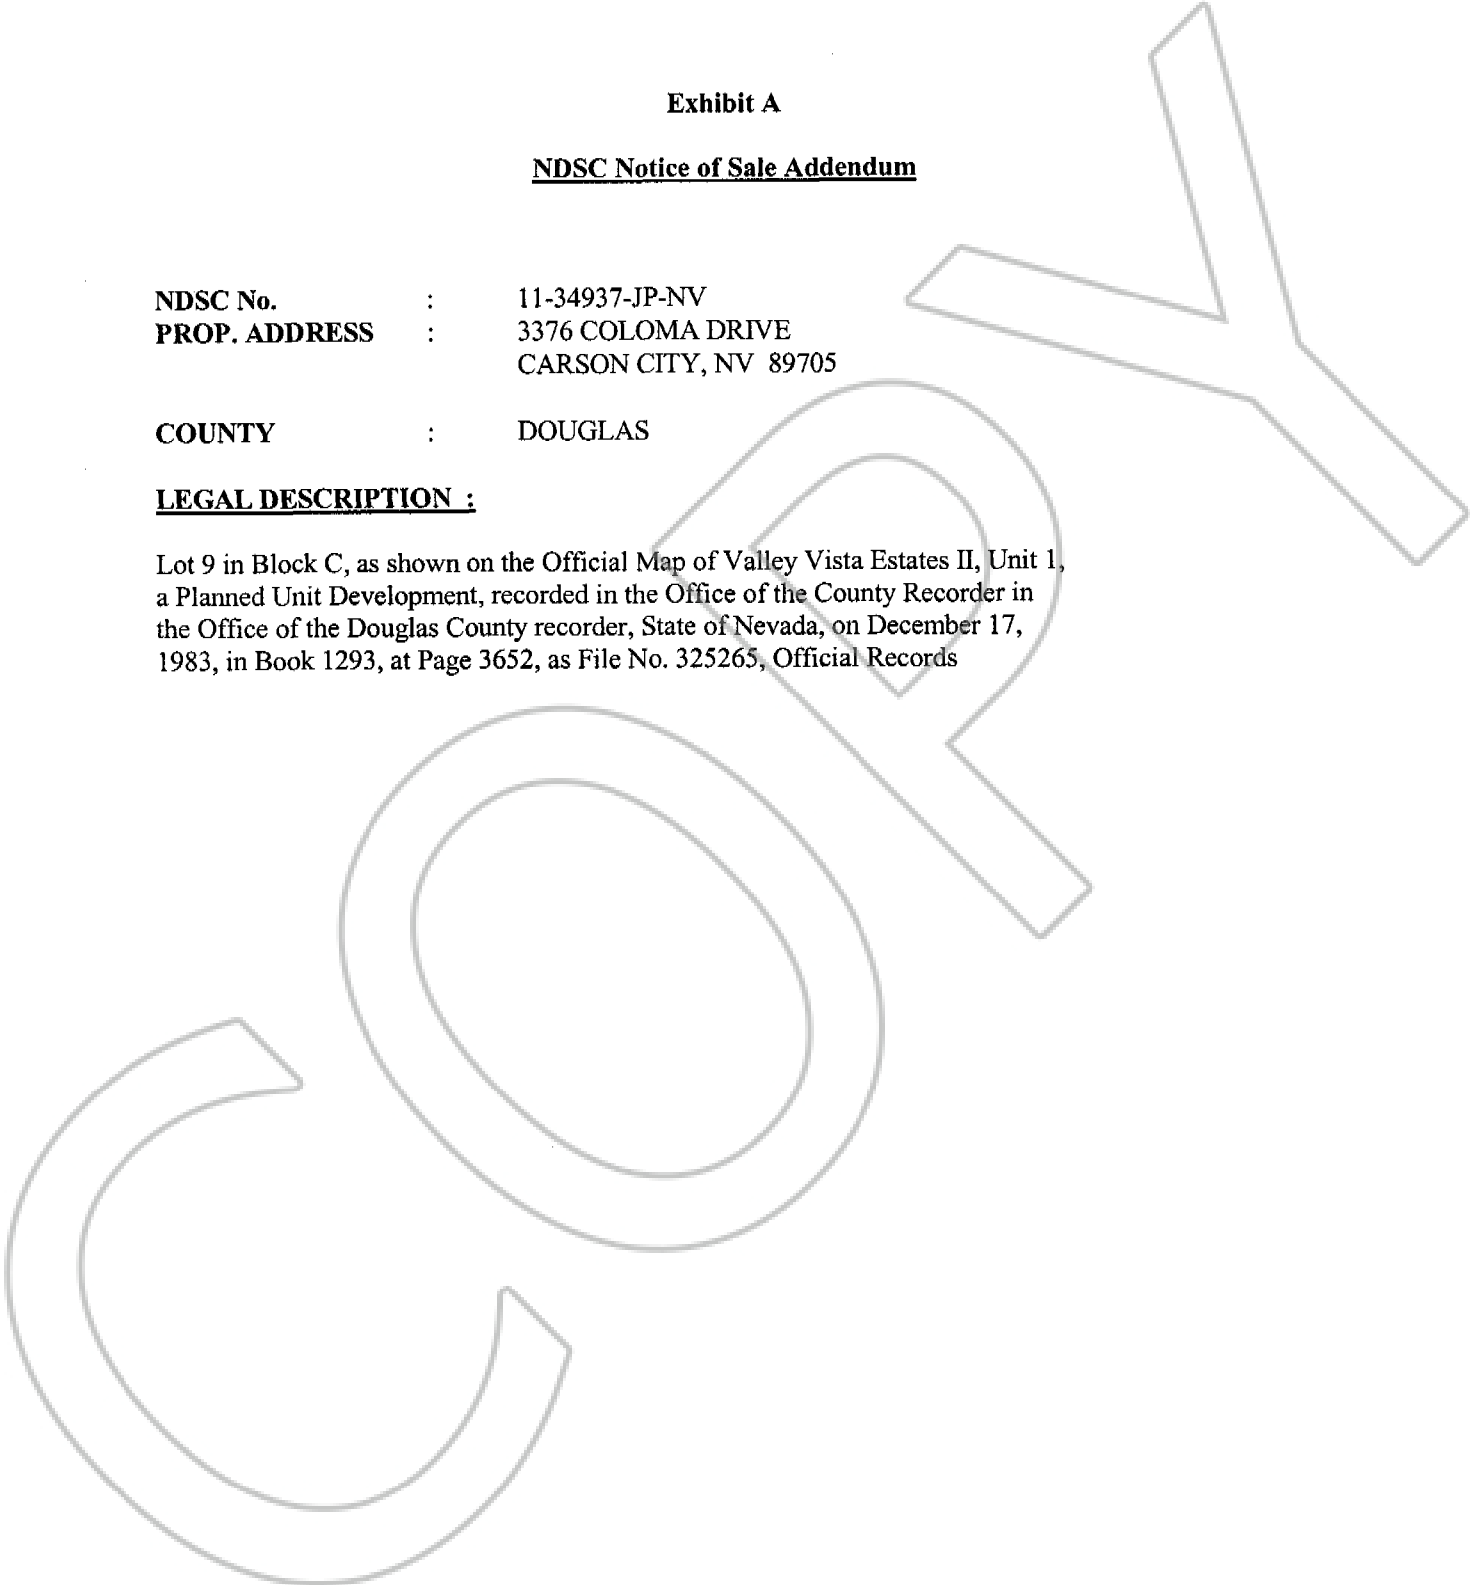 Exhibit A
NDSC Notice of Sale Addendum
NDSC No. : 11-34937-JP-NV
PROP. ADDRESS : 3376 COLOMA DRIVE
CARSON CITY, NV 89705
COUNTY : DOUGLAS
LEGAL DESCRIPTION :
Lot 9 in Block C, as shown on the Official Map of Valley Vista Estates II, Unit 1,
a Planned Unit Development, recorded in the Office of the County Recorder in
the Office of the Douglas County recorder, State of Nevada, on December 17,
1983, in Book 1293, at Page 3652, as File No. 325265, Official Records
COPY